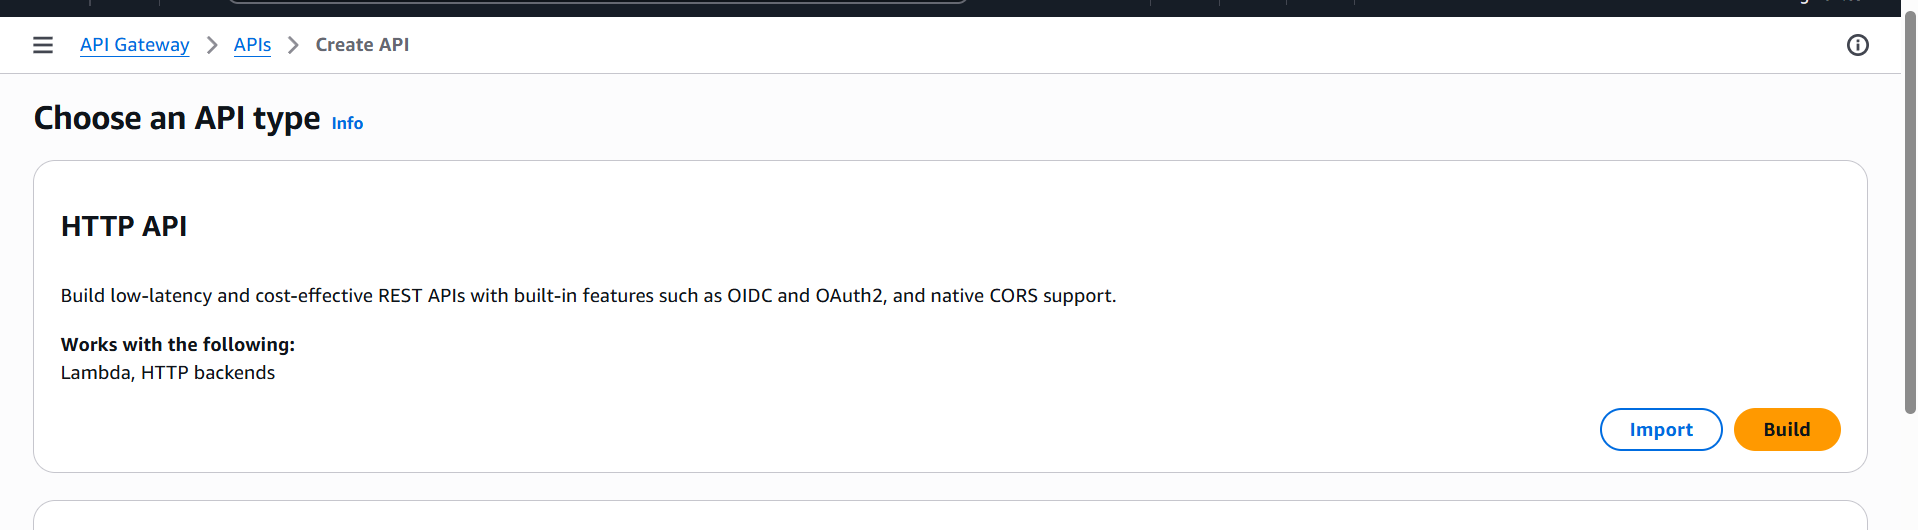 API Gateway > APIs > Create API
Choose an API type Info
HTTP API
Build low-latency and cost-effective REST APIs with built-in features such as OIDC and OAuth2, and native CORS support.
Works with the following:
Lambda, HTTP backends
Import Build